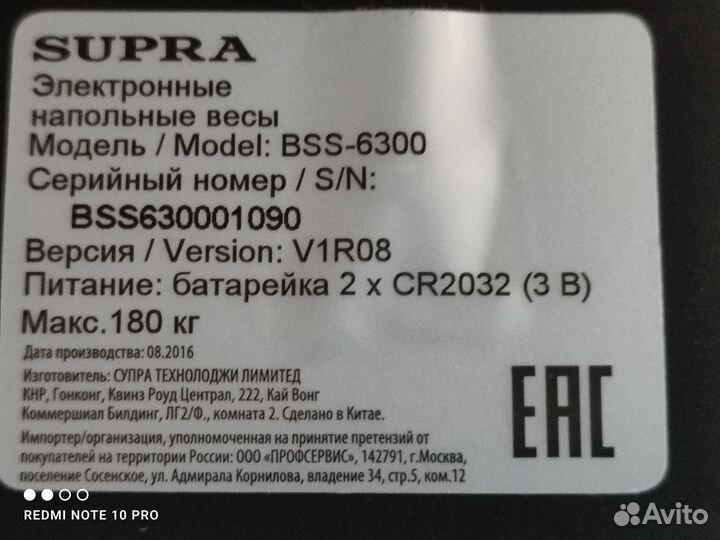 SUPRA
Электронные
напольные весы
Модель / Model: BSS-6300
Серийный номер / S/N:
BSS630001090
Версия / Version: V1R08
Питание: батарейка 2 x CR2032 (3 В)
Макс.180 кг
Дата производства: 08.2016
Изготовитель: СУПРА ТЕХНОЛОДЖИ ЛИМИТЕД
КНР, Гонконг, Квинз Роуд Централ, 222, Кай Вонг
Коммершиал Билдинг, ЛГ2/Ф., комната 2. Сделано в Китае.
Импортер/организация, уполномоченная на принятие претензий от
покупателей на территории России: ООО «ПРОФСЕРВИС», 142791, г.Москва,
поселение Сосенское, ул. Адмирала Корнилова, владение 34, стр.5, ком.12
EAC
REDMI NOTE 10 PRO
Avito